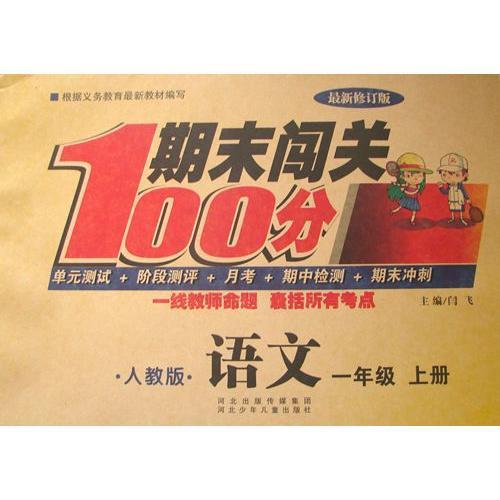 ■ 根据义务教育最新教材编写
最新修订版
期末闯关
100分
单元测试 + 阶段测评 + 月考 + 期中检测 + 期末冲刺
一线教师命题 囊括所有考点
主编/闫 飞
·人教版· 语文 一年级 上册
河北出版传媒集团
河北少年儿童出版社